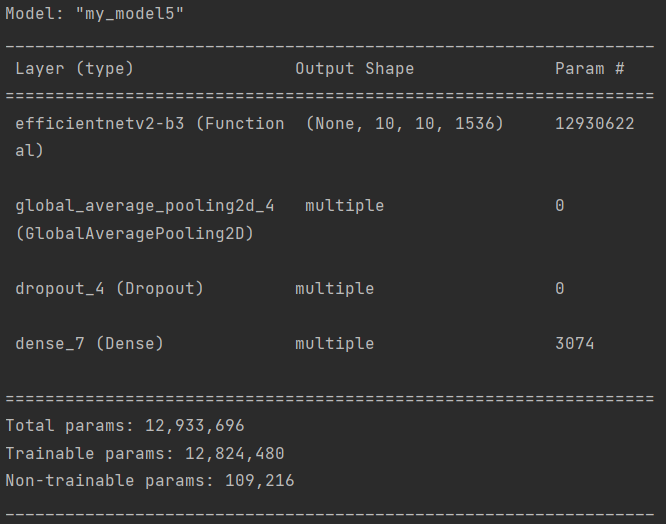 Model: "my_model5"
_________________________________________________________________
Layer (type) Output Shape Param #
=================================================================
efficientnetv2-b3 (Function (None, 10, 10, 1536) 12930622
al)
global_average_pooling2d_4 multiple 0
(GlobalAveragePooling2D)
dropout_4 (Dropout) multiple 0
dense_7 (Dense) multiple 3074
=================================================================
Total params: 12,933,696
Trainable params: 12,824,480
Non-trainable params: 109,216
_________________________________________________________________